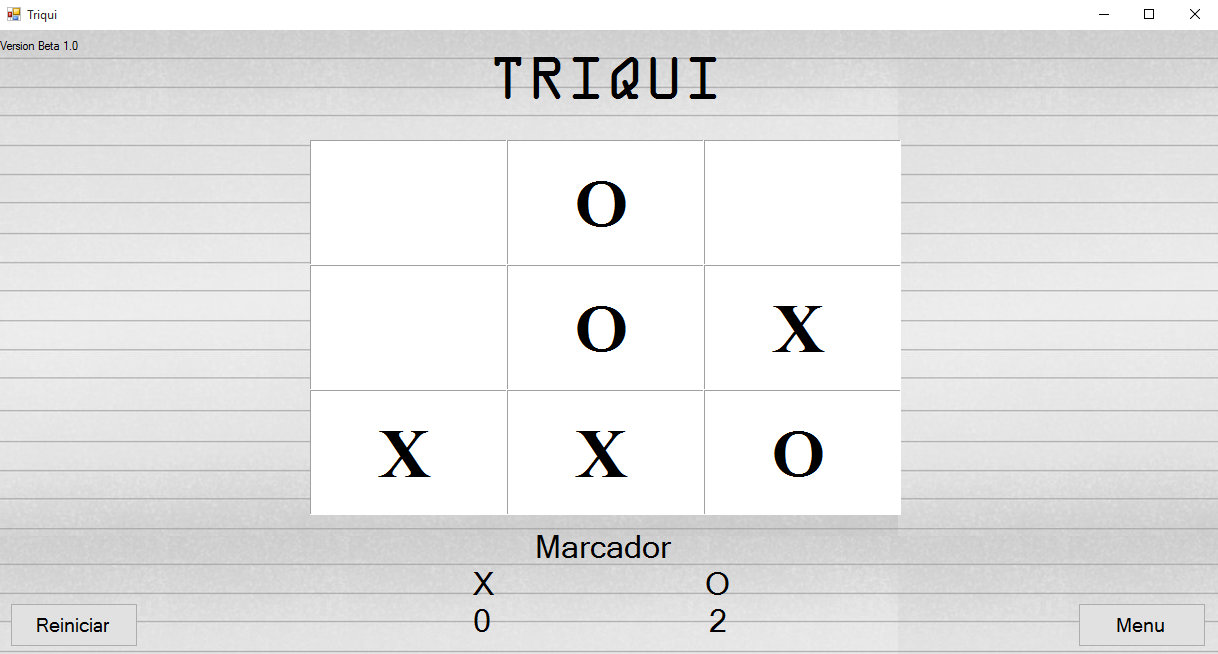 Triqui
Version Beta 1.0
TRIQUI
O
O X
X X O
Marcador
X O
0 2
Reiniciar Menu